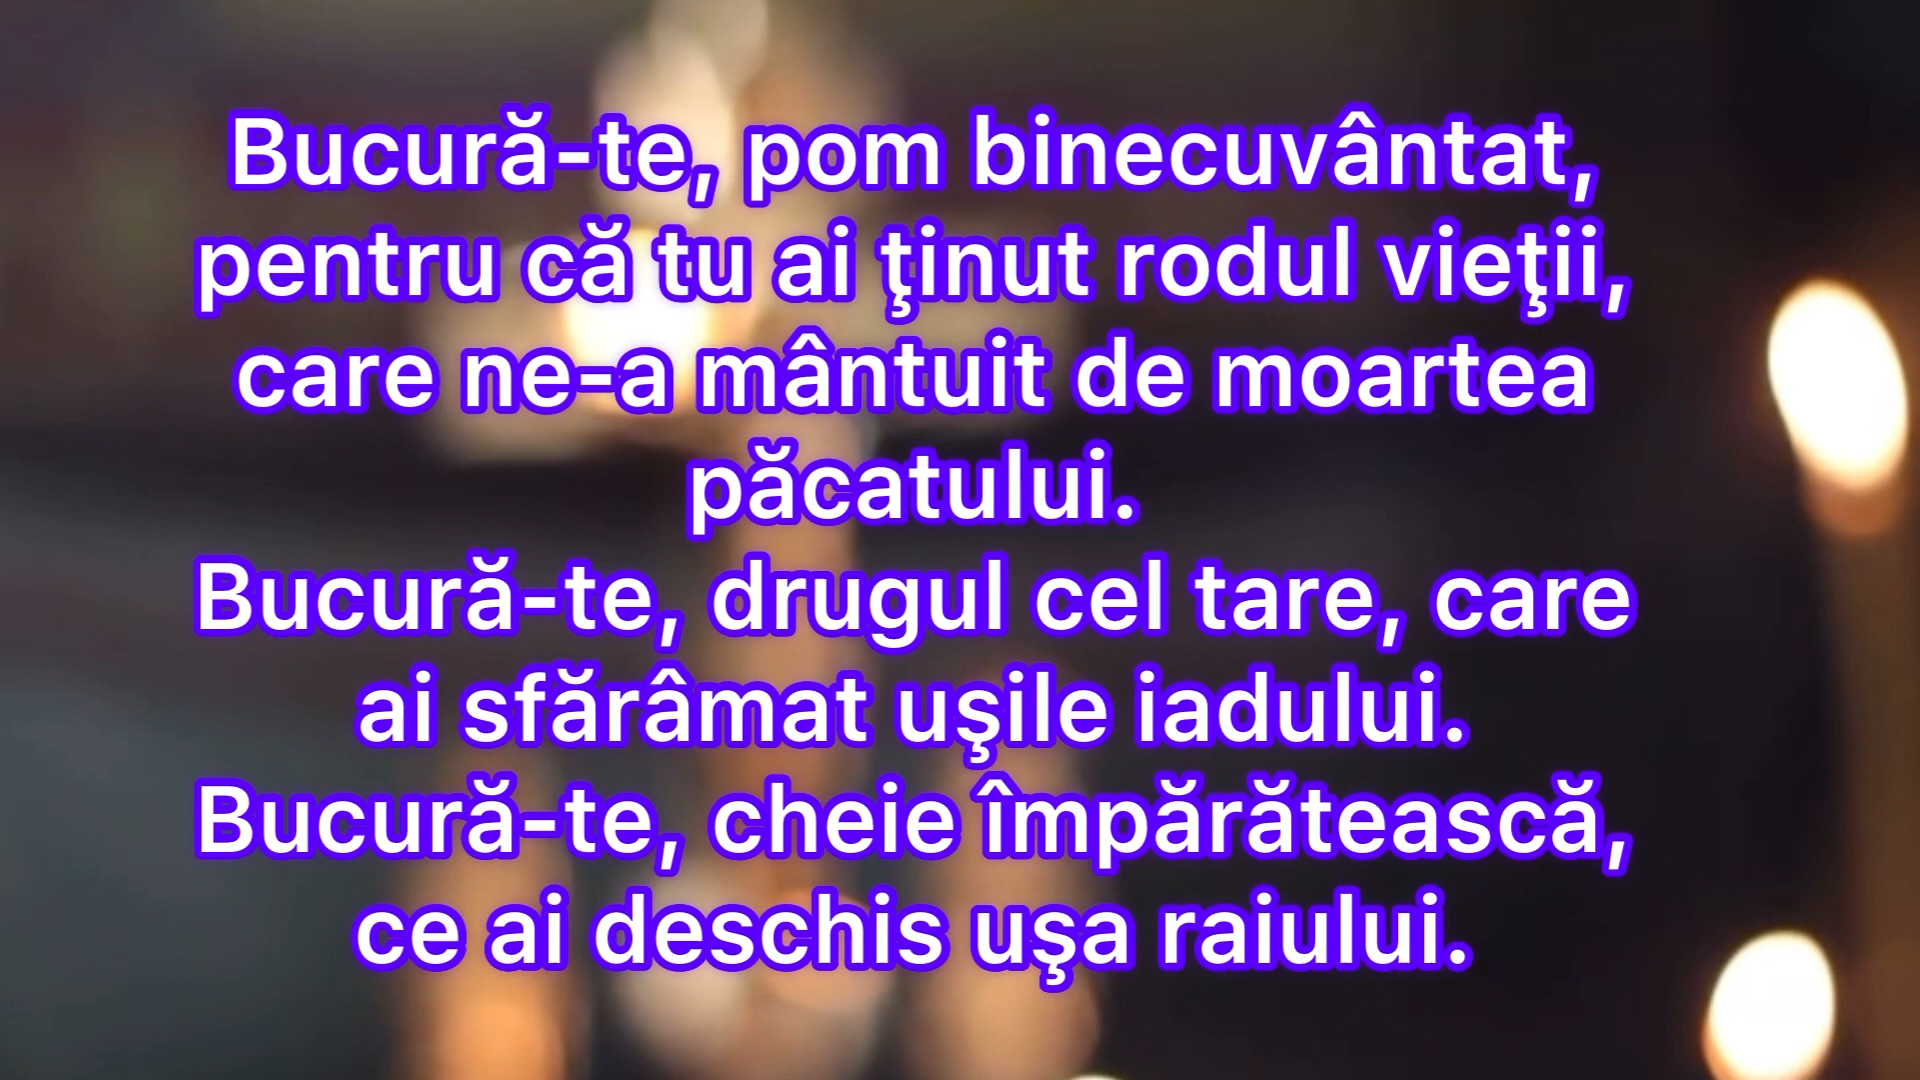 Bucură-te, pom binecuvântat,
pentru că tu ai ţinut rodul vieţii,
care ne-a mântuit de moartea
păcatului.
Bucură-te, drugul cel tare, care
ai sfărâmat uşile iadului.
Bucură-te, cheie împărătească,
ce ai deschis uşa raiului.